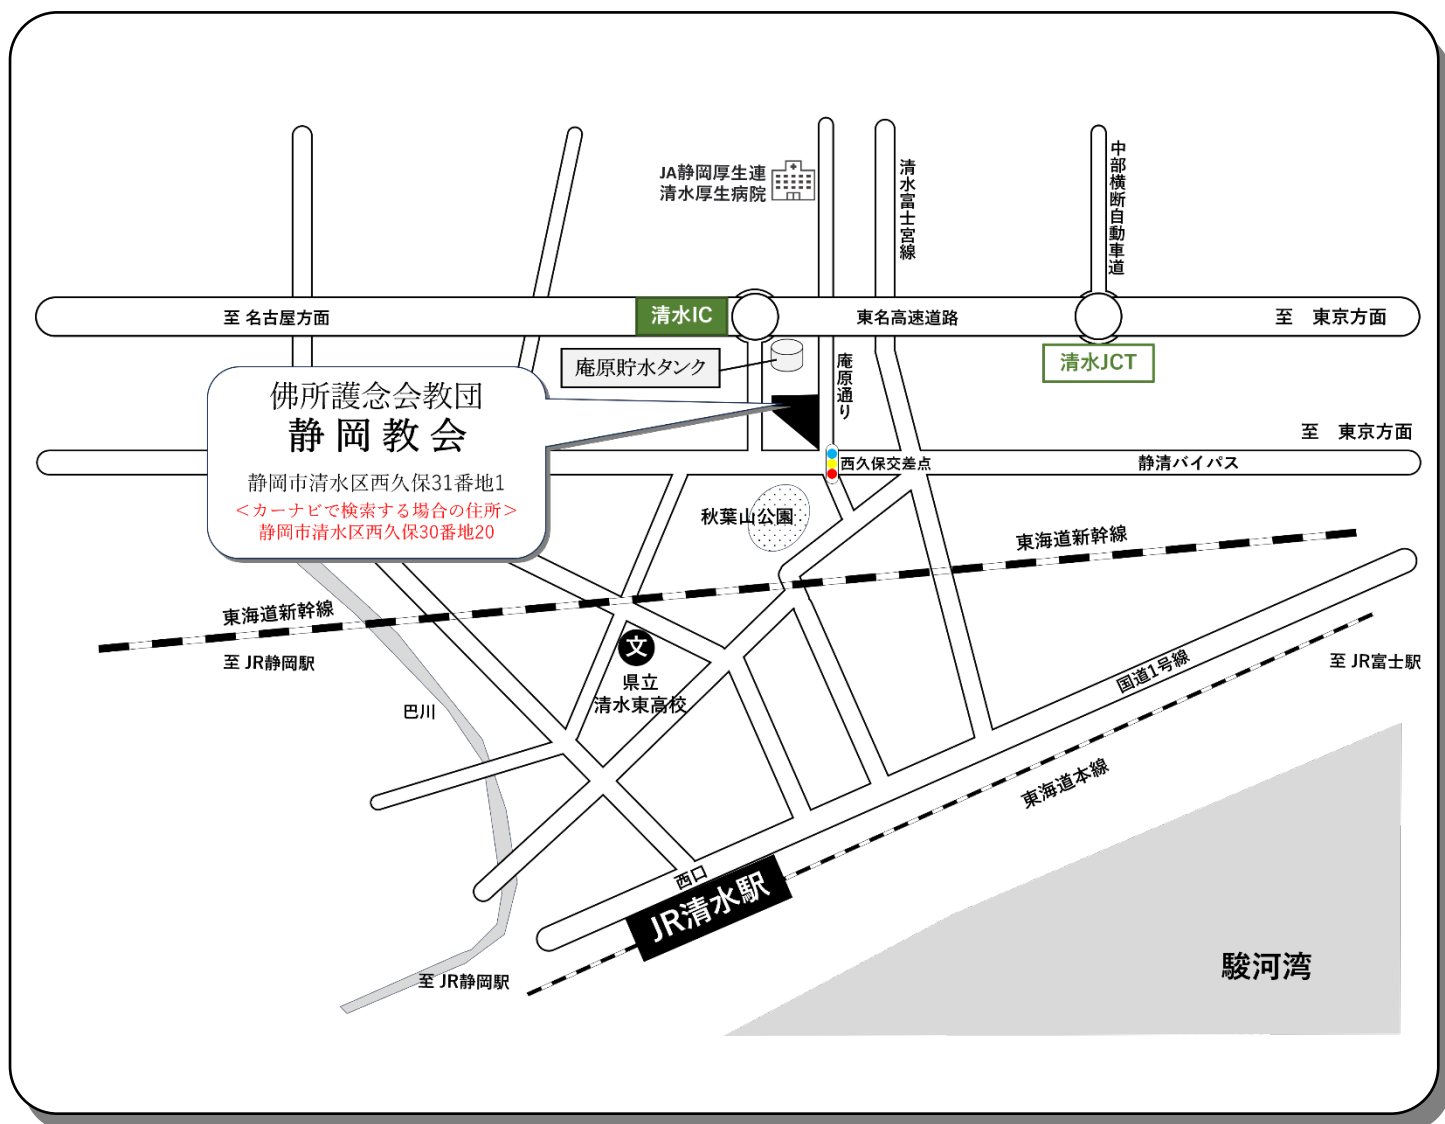 JA静岡厚生連
清水厚生病院
清水富士宮線
中部横断自動車道
至 名古屋方面
清水IC
東名高速道路
至　東京方面
清水JCT
庵原貯水タンク
庵原通り
佛所護念会教団
静岡教会
静岡市清水区西久保31番地1
＜カーナビで検索する場合の住所＞
静岡市清水区西久保30番地20
至　東京方面
西久保交差点
静清バイパス
秋葉山公園
東海道新幹線
東海道新幹線
至 JR静岡駅
文
県立
清水東高校
巴川
国道1号線
至 JR富士駅
東海道本線
西口
JR清水駅
至 JR静岡駅
駿河湾